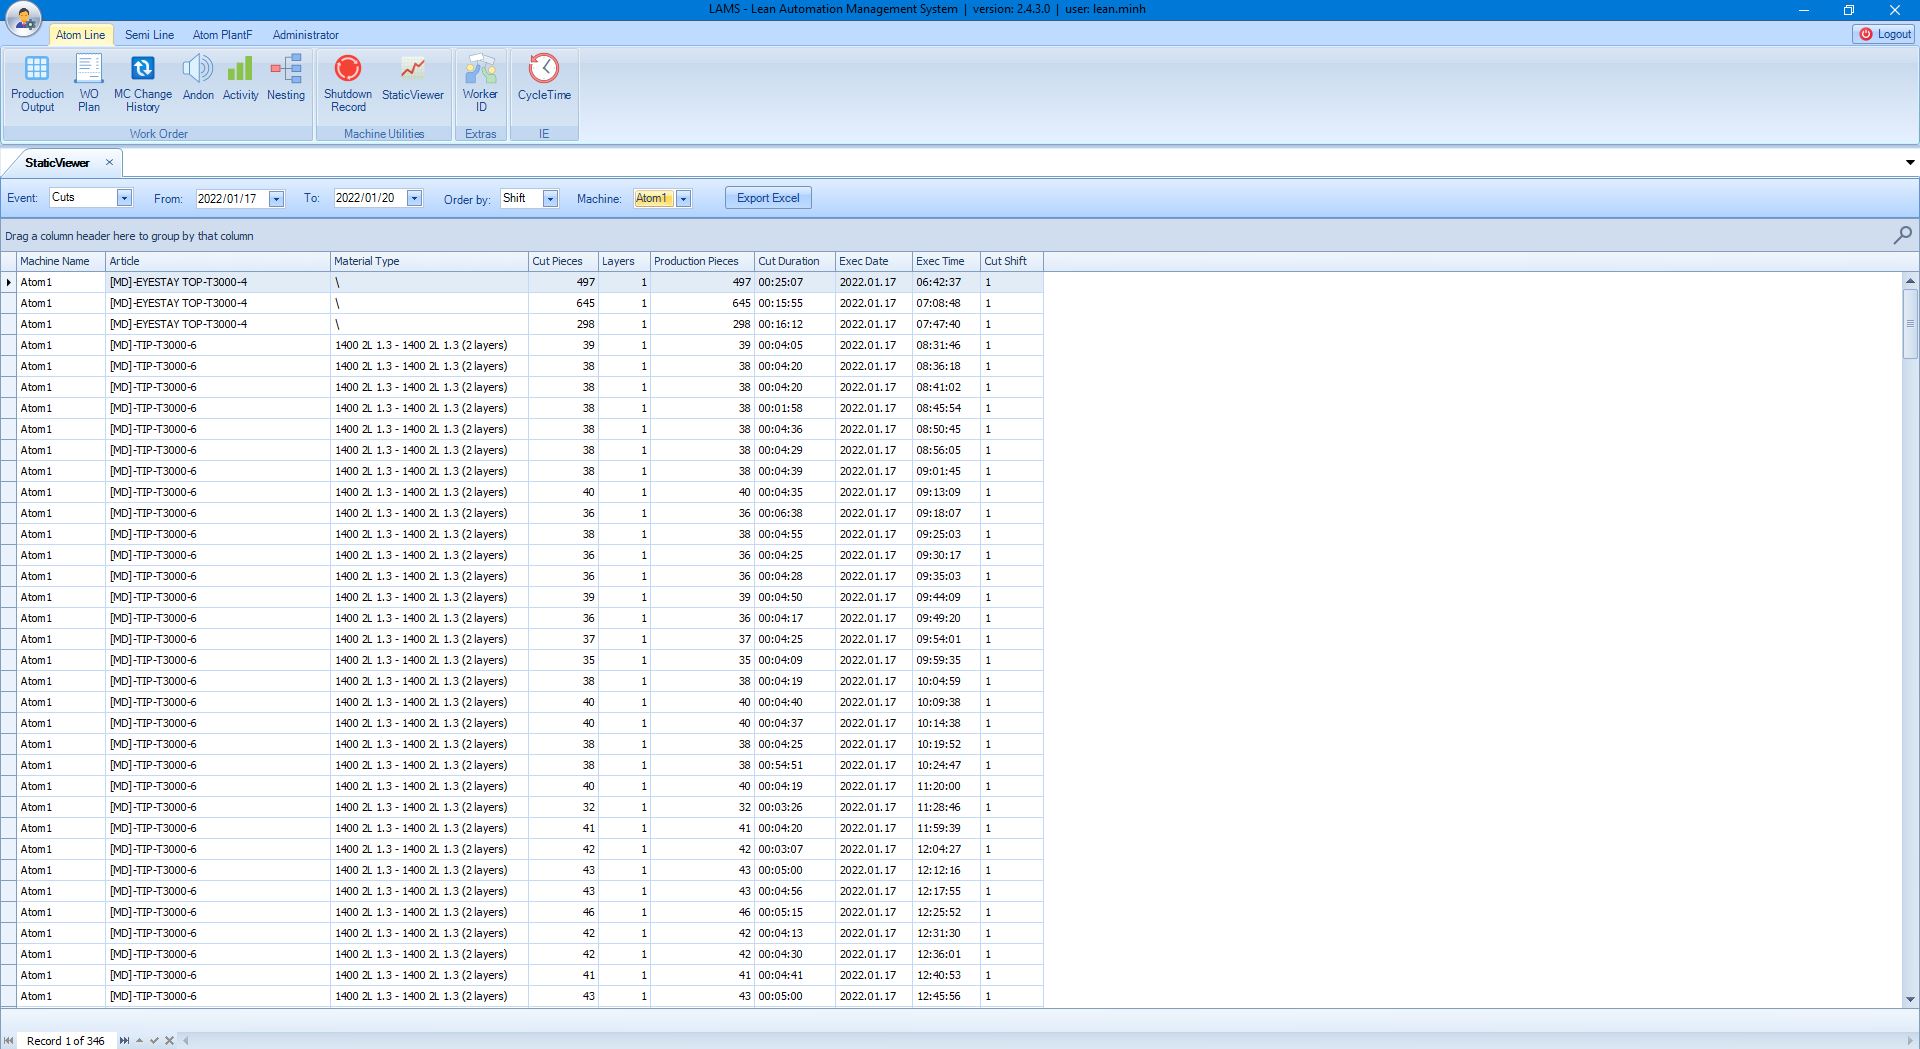 LAMS - Lean Automation Management System | version: 2.4.3.0 | user: lean.minh
Atom Line Semi Line Atom PlantF Administrator Logout
Production Output
WO Plan
MC Change History
Andon
Activity
Nesting
Shutdown Record
StaticViewer
Worker ID
CycleTime
Work Order Machine Utilities Extras IE
StaticViewer
Event: Cuts From: 2022/01/17 To: 2022/01/20 Order by: Shift Machine: Atom1 Export Excel
Drag a column header here to group by that column
Machine Name Article Material Type Cut Pieces Layers Production Pieces Cut Duration Exec Date Exec Time Cut Shift
Atom1 [MD]-EYESTAY TOP-T3000-4 \ 497 1 497 00:25:07 2022.01.17 06:42:37 1
Atom1 [MD]-EYESTAY TOP-T3000-4 \ 645 1 645 00:15:55 2022.01.17 07:08:48 1
Atom1 [MD]-EYESTAY TOP-T3000-4 \ 298 1 298 00:16:12 2022.01.17 07:47:40 1
Atom1 [MD]-TIP-T3000-6 1400 2L 1.3 - 1400 2L 1.3 (2 layers) 39 1 39 00:04:05 2022.01.17 08:31:46 1
Atom1 [MD]-TIP-T3000-6 1400 2L 1.3 - 1400 2L 1.3 (2 layers) 38 1 38 00:04:20 2022.01.17 08:36:18 1
Atom1 [MD]-TIP-T3000-6 1400 2L 1.3 - 1400 2L 1.3 (2 layers) 38 1 38 00:04:20 2022.01.17 08:41:02 1
Atom1 [MD]-TIP-T3000-6 1400 2L 1.3 - 1400 2L 1.3 (2 layers) 38 1 38 00:01:58 2022.01.17 08:45:54 1
Atom1 [MD]-TIP-T3000-6 1400 2L 1.3 - 1400 2L 1.3 (2 layers) 38 1 38 00:04:36 2022.01.17 08:50:45 1
Atom1 [MD]-TIP-T3000-6 1400 2L 1.3 - 1400 2L 1.3 (2 layers) 38 1 38 00:04:29 2022.01.17 08:56:05 1
Atom1 [MD]-TIP-T3000-6 1400 2L 1.3 - 1400 2L 1.3 (2 layers) 38 1 38 00:04:39 2022.01.17 09:01:45 1
Atom1 [MD]-TIP-T3000-6 1400 2L 1.3 - 1400 2L 1.3 (2 layers) 40 1 40 00:04:35 2022.01.17 09:13:09 1
Atom1 [MD]-TIP-T3000-6 1400 2L 1.3 - 1400 2L 1.3 (2 layers) 36 1 36 00:06:38 2022.01.17 09:18:07 1
Atom1 [MD]-TIP-T3000-6 1400 2L 1.3 - 1400 2L 1.3 (2 layers) 38 1 38 00:04:55 2022.01.17 09:25:03 1
Atom1 [MD]-TIP-T3000-6 1400 2L 1.3 - 1400 2L 1.3 (2 layers) 36 1 36 00:04:25 2022.01.17 09:30:17 1
Atom1 [MD]-TIP-T3000-6 1400 2L 1.3 - 1400 2L 1.3 (2 layers) 36 1 36 00:04:28 2022.01.17 09:35:03 1
Atom1 [MD]-TIP-T3000-6 1400 2L 1.3 - 1400 2L 1.3 (2 layers) 39 1 39 00:04:50 2022.01.17 09:44:09 1
Atom1 [MD]-TIP-T3000-6 1400 2L 1.3 - 1400 2L 1.3 (2 layers) 36 1 36 00:04:17 2022.01.17 09:49:20 1
Atom1 [MD]-TIP-T3000-6 1400 2L 1.3 - 1400 2L 1.3 (2 layers) 37 1 37 00:04:25 2022.01.17 09:54:01 1
Atom1 [MD]-TIP-T3000-6 1400 2L 1.3 - 1400 2L 1.3 (2 layers) 35 1 35 00:04:09 2022.01.17 09:59:35 1
Atom1 [MD]-TIP-T3000-6 1400 2L 1.3 - 1400 2L 1.3 (2 layers) 38 1 38 00:04:19 2022.01.17 10:04:59 1
Atom1 [MD]-TIP-T3000-6 1400 2L 1.3 - 1400 2L 1.3 (2 layers) 40 1 40 00:04:40 2022.01.17 10:09:38 1
Atom1 [MD]-TIP-T3000-6 1400 2L 1.3 - 1400 2L 1.3 (2 layers) 40 1 40 00:04:37 2022.01.17 10:14:38 1
Atom1 [MD]-TIP-T3000-6 1400 2L 1.3 - 1400 2L 1.3 (2 layers) 38 1 38 00:04:25 2022.01.17 10:19:52 1
Atom1 [MD]-TIP-T3000-6 1400 2L 1.3 - 1400 2L 1.3 (2 layers) 38 1 38 00:54:51 2022.01.17 10:24:47 1
Atom1 [MD]-TIP-T3000-6 1400 2L 1.3 - 1400 2L 1.3 (2 layers) 40 1 40 00:04:19 2022.01.17 11:20:00 1
Atom1 [MD]-TIP-T3000-6 1400 2L 1.3 - 1400 2L 1.3 (2 layers) 32 1 32 00:03:26 2022.01.17 11:28:46 1
Atom1 [MD]-TIP-T3000-6 1400 2L 1.3 - 1400 2L 1.3 (2 layers) 41 1 41 00:04:20 2022.01.17 11:59:39 1
Atom1 [MD]-TIP-T3000-6 1400 2L 1.3 - 1400 2L 1.3 (2 layers) 42 1 42 00:03:07 2022.01.17 12:04:27 1
Atom1 [MD]-TIP-T3000-6 1400 2L 1.3 - 1400 2L 1.3 (2 layers) 43 1 43 00:05:00 2022.01.17 12:12:16 1
Atom1 [MD]-TIP-T3000-6 1400 2L 1.3 - 1400 2L 1.3 (2 layers) 43 1 43 00:04:56 2022.01.17 12:17:55 1
Atom1 [MD]-TIP-T3000-6 1400 2L 1.3 - 1400 2L 1.3 (2 layers) 46 1 46 00:05:15 2022.01.17 12:25:52 1
Atom1 [MD]-TIP-T3000-6 1400 2L 1.3 - 1400 2L 1.3 (2 layers) 42 1 42 00:04:13 2022.01.17 12:31:30 1
Atom1 [MD]-TIP-T3000-6 1400 2L 1.3 - 1400 2L 1.3 (2 layers) 42 1 42 00:04:30 2022.01.17 12:36:01 1
Atom1 [MD]-TIP-T3000-6 1400 2L 1.3 - 1400 2L 1.3 (2 layers) 41 1 41 00:04:41 2022.01.17 12:40:53 1
Atom1 [MD]-TIP-T3000-6 1400 2L 1.3 - 1400 2L 1.3 (2 layers) 43 1 43 00:05:00 2022.01.17 12:45:56 1
Record 1 of 346